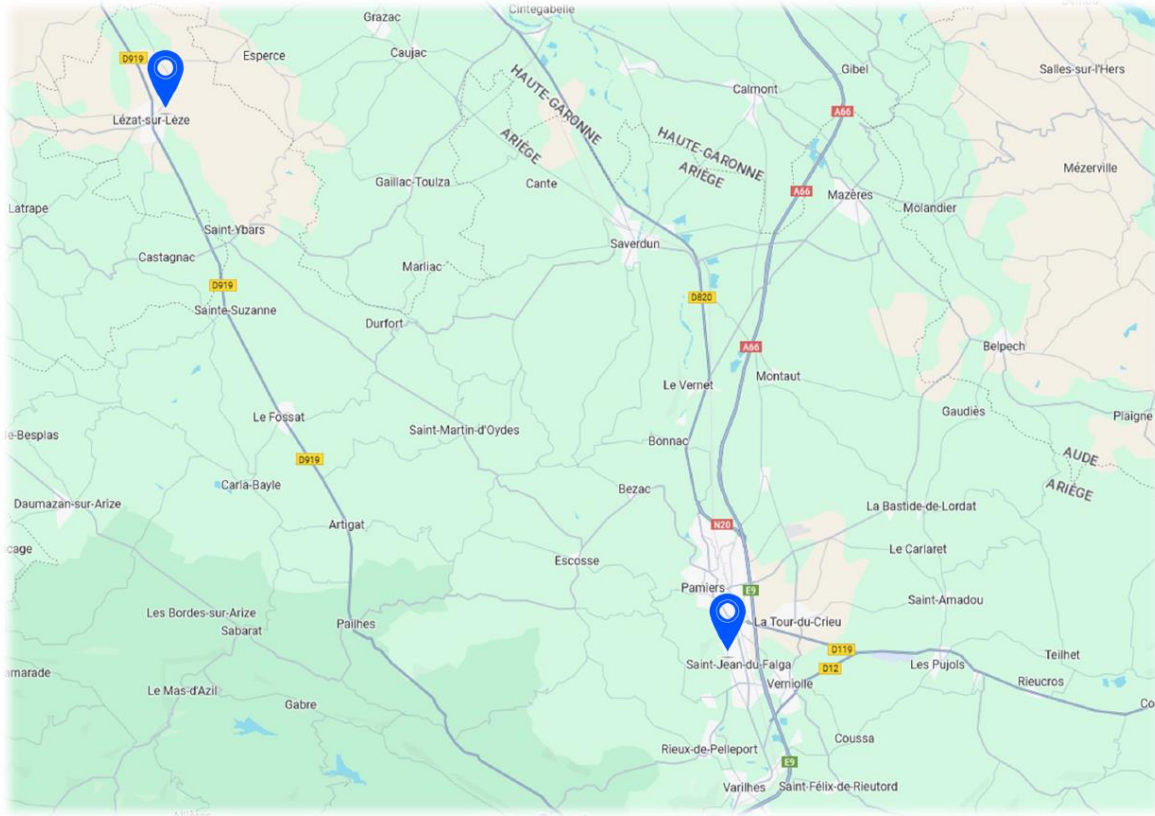 Cintegabelle
Grazac
Caujac
Esperce
D919
Lézat-sur-Lèze
HAUTE-GARONNE
ARIÈGE
Calmont
Gibel
Salles-sur-l'Hers
A66
HAUTE-GARONNE
ARIÈGE
Gaillac-Toulza
Cante
A66
Mazères
Mézerville
Molandier
Latrape
Saint-Ybars
Castagnac
Saverdun
Marliac
D919
Sainte-Suzanne
D820
Durfort
A66
Belpech
Montaut
Le Vernet
Le Fossat
Gaudiès
Plaigne
Saint-Martin-d'Oydes
Bonnac
AUDE
ARIÈGE
D919
Carla-Bayle
Bezac
Daumazan-sur-Arize
La Bastide-de-Lordat
Artigat
N20
Le Carlaret
Escosse
Pamiers
E9
Saint-Amadou
Les Bordes-sur-Arize
Sabarat
Pailhes
La Tour-du-Crieu
D119
Saint-Jean-du-Falga
D12
Les Pujols
Teilhet
Rieucros
Verniolle
Le Mas-d'Azil
Gabre
Coussa
Rieux-de-Pelleport
E9
Varilhes
Saint-Félix-de-Rieutord